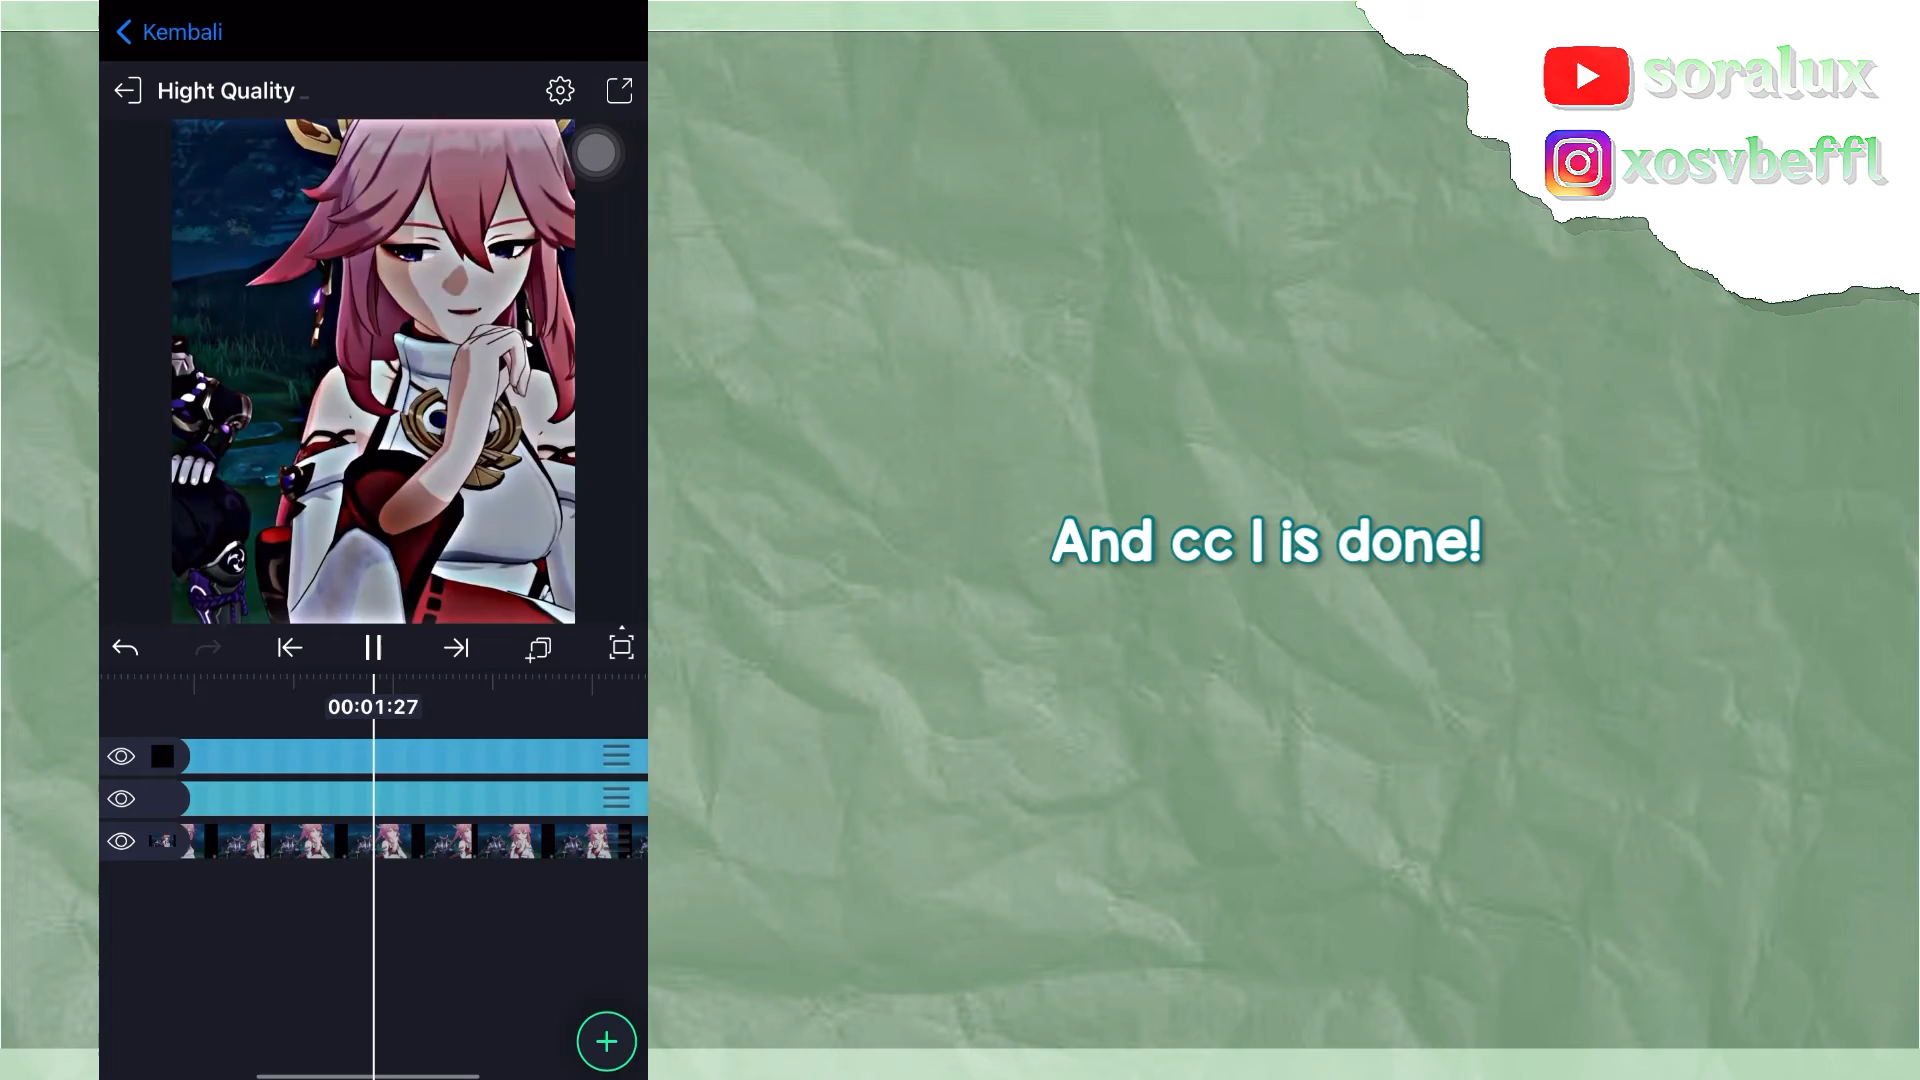 Kembali
Hight Quality _
soralux
xosvbeffl
And cc I is done!
00:01:27